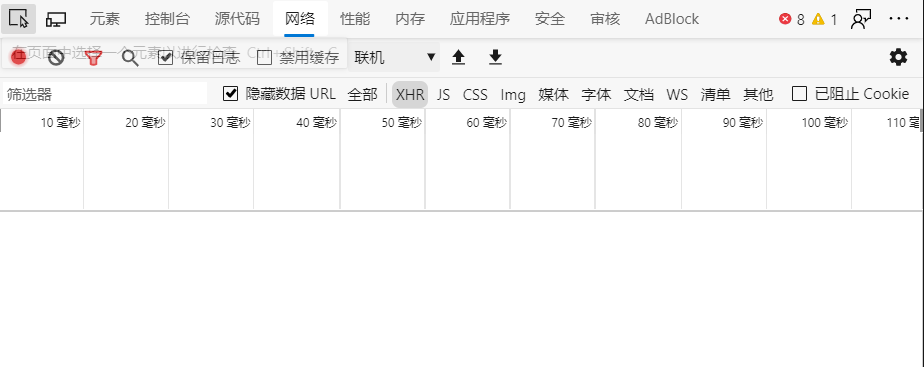 元素 控制台 源代码 网络 性能 内存 应用程序 安全 审核 AdBlock 8 1
在页面中选择一个元素以进行检查 Ctrl+Shift+C
保留日志 禁用缓存 联机
筛选器 隐藏数据 URL 全部 XHR JS CSS Img 媒体 字体 文档 WS 清单 其他 已阻止 Cookie
10 毫秒 20 毫秒 30 毫秒 40 毫秒 50 毫秒 60 毫秒 70 毫秒 80 毫秒 90 毫秒 100 毫秒 110 毫